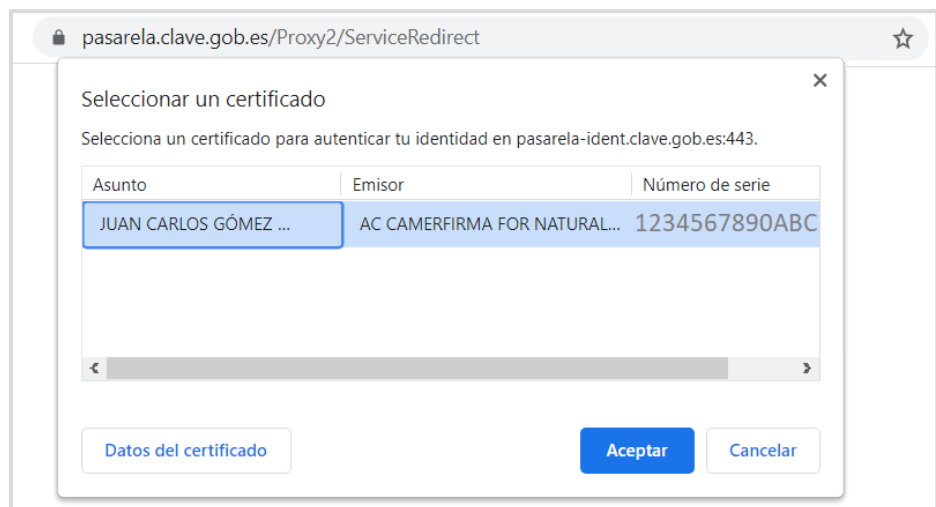 pasarela.clave.gob.es/Proxy2/ServiceRedirect
Seleccionar un certificado
Selecciona un certificado para autenticar tu identidad en pasarela-ident.clave.gob.es:443.
Asunto Emisor Número de serie
JUAN CARLOS GÓMEZ ... AC CAMERFIRMA FOR NATURAL... 1234567890ABC
Datos del certificado Aceptar Cancelar